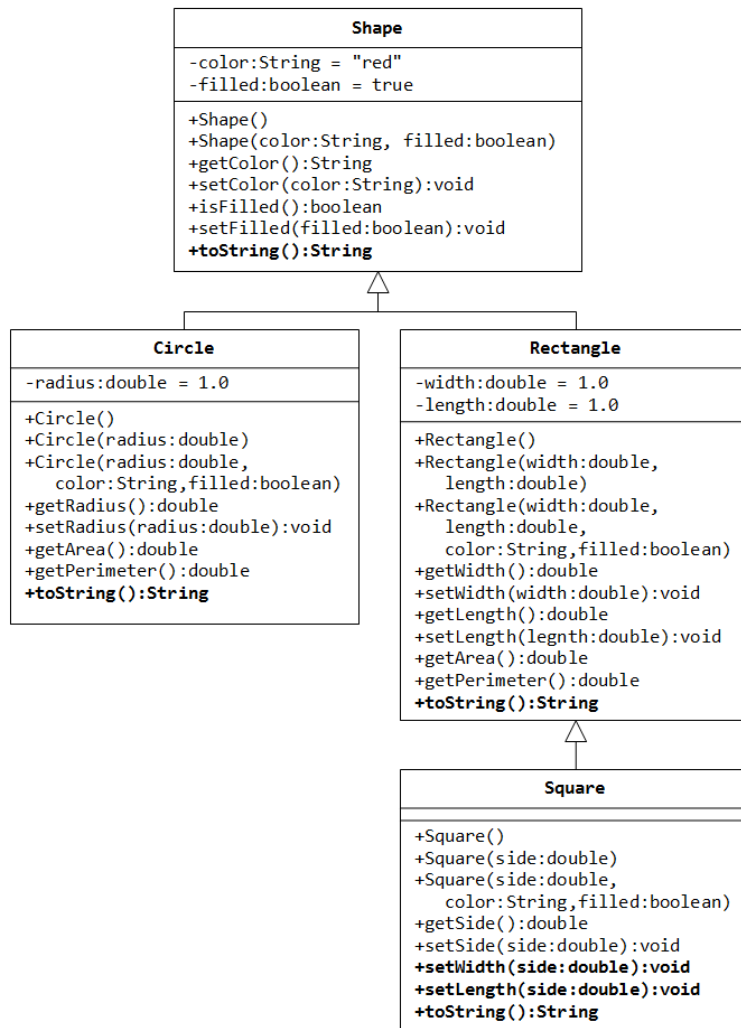 Shape
-color:String = "red"
-filled:boolean = true
+Shape()
+Shape(color:String, filled:boolean)
+getColor():String
+setColor(color:String):void
+isFilled():boolean
+setFilled(filled:boolean):void
+toString():String
Circle
-radius:double = 1.0
+Circle()
+Circle(radius:double)
+Circle(radius:double,
color:String,filled:boolean)
+getRadius():double
+setRadius(radius:double):void
+getArea():double
+getPerimeter():double
+toString():String
Rectangle
-width:double = 1.0
-length:double = 1.0
+Rectangle()
+Rectangle(width:double,
length:double)
+Rectangle(width:double,
length:double,
color:String,filled:boolean)
+getWidth():double
+setWidth(width:double):void
+getLength():double
+setLength(legnth:double):void
+getArea():double
+getPerimeter():double
+toString():String
Square
+Square()
+Square(side:double)
+Square(side:double,
color:String,filled:boolean)
+getSide():double
+setSide(side:double):void
+setWidth(side:double):void
+setLength(side:double):void
+toString():String